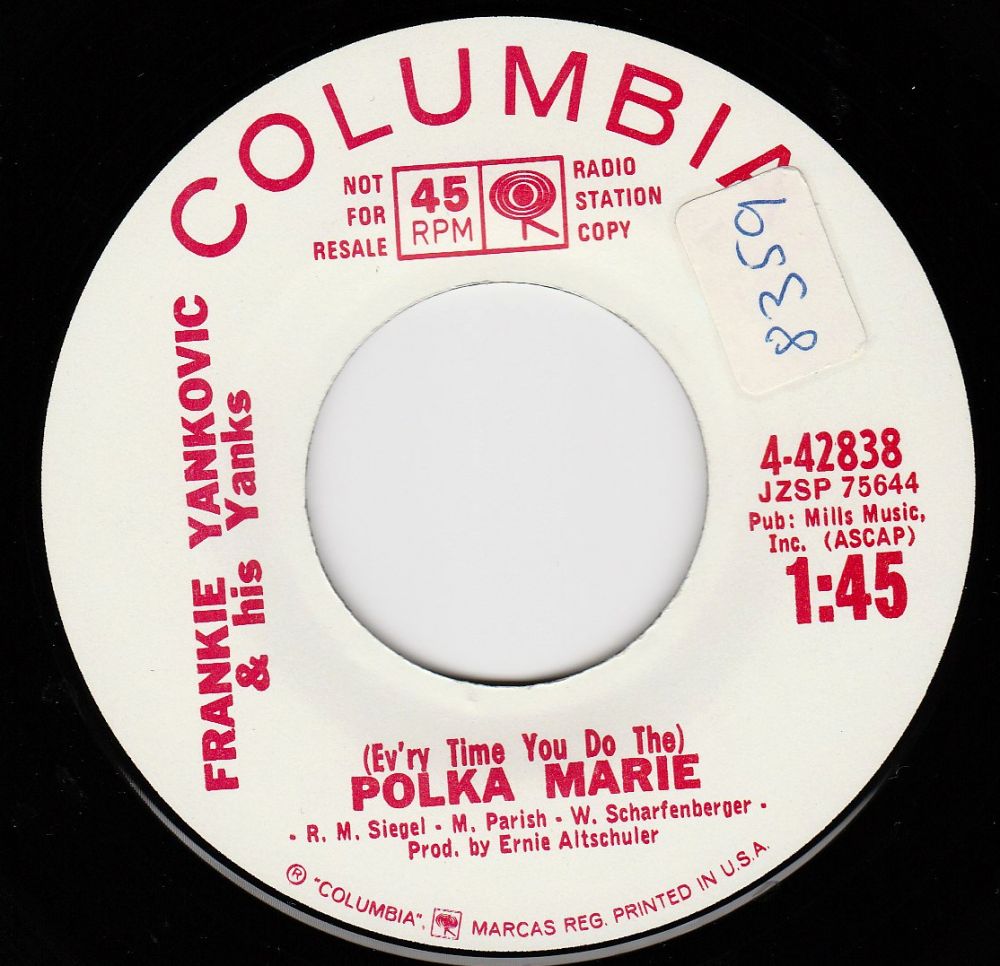 COLUMBIA
NOT
FOR
RESALE
45
RPM
RADIO
STATION
COPY
8359
FRANKIE YANKOVIC
& his Yanks
4-42838
JZSP 75644
Pub: Mills Music,
Inc. (ASCAP)
1:45
(Ev'ry Time You Do The)
POLKA MARIE
- R. M. Siegel - M. Parish - W. Scharfenberger -
Prod. by Ernie Altschuler
® "COLUMBIA", MARCAS REG. PRINTED IN U.S.A.